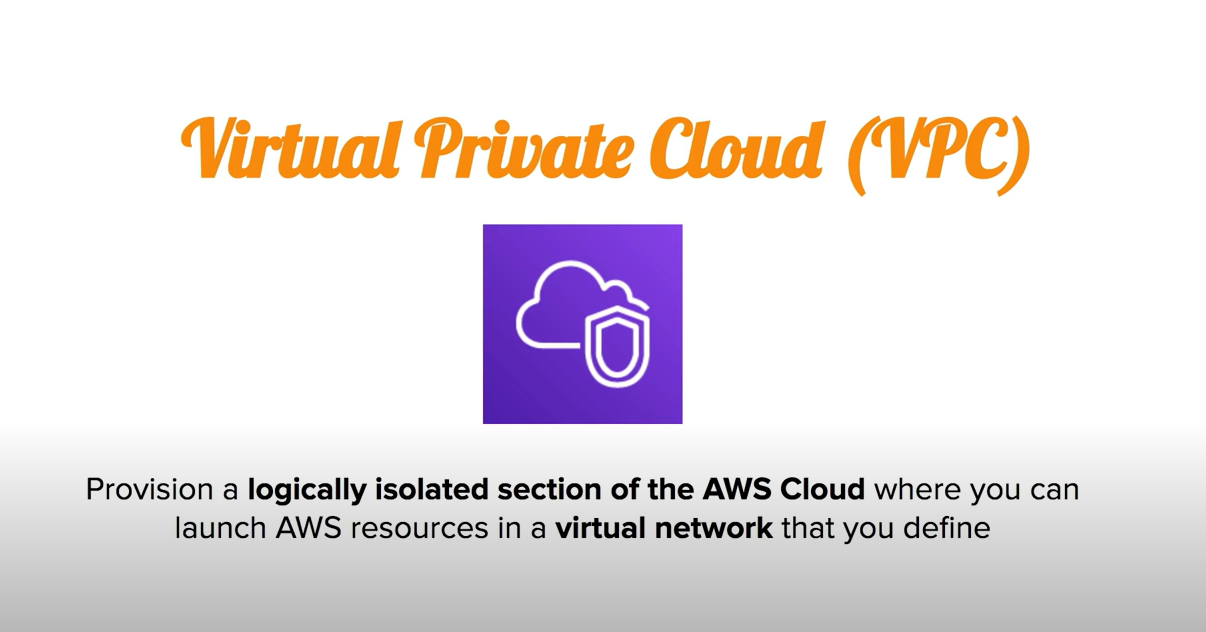 Virtual Private Cloud (VPC)
Provision a logically isolated section of the AWS Cloud where you can
launch AWS resources in a virtual network that you define